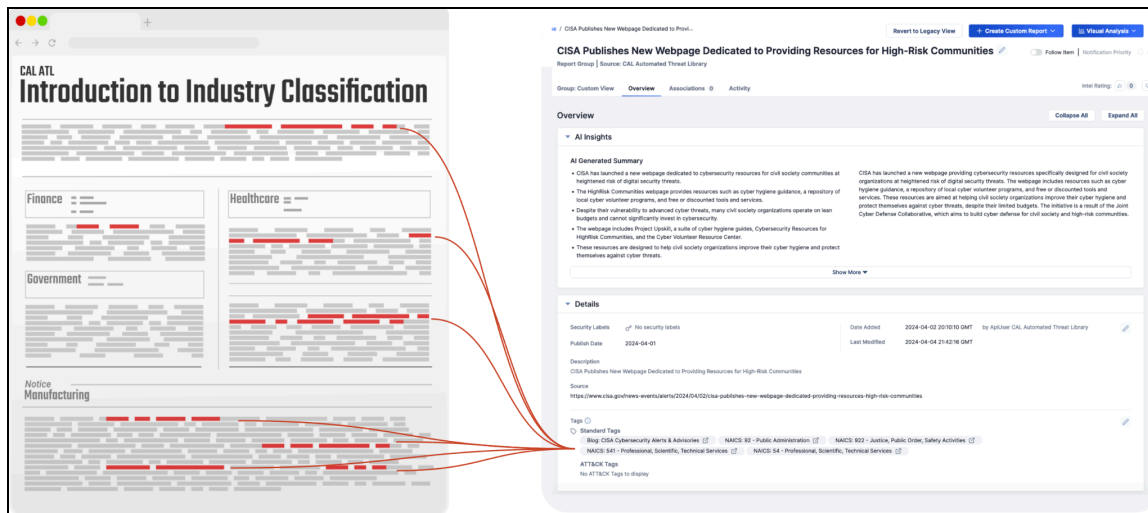 CAL ATL
Introduction to Industry Classification
Finance
Healthcare
Government
Notice
Manufacturing
/ CISA Publishes New Webpage Dedicated to Provi...
Revert to Legacy View
+ Create Custom Report
Visual Analysis
CISA Publishes New Webpage Dedicated to Providing Resources for High-Risk Communities
Follow Item | Notification Priority
Report Group | Source: CAL Automated Threat Library
Group: Custom View Overview Associations 0 Activity
Intel Rating: 0
Overview
Collapse All Expand All
AI Insights
AI Generated Summary
• CISA has launched a new webpage dedicated to cybersecurity resources for civil society communities at
heightened risk of digital security threats.
• The HighRisk Communities webpage provides resources such as cyber hygiene guidance, a repository of
local cyber volunteer programs, and free or discounted tools and services.
• Despite their vulnerability to advanced cyber threats, many civil society organizations operate on lean
budgets and cannot significantly invest in cybersecurity.
• The webpage includes Project Upskill, a suite of cyber hygiene guides, Cybersecurity Resources for
HighRisk Communities, and the Cyber Volunteer Resource Center.
• These resources are designed to help civil society organizations improve their cyber hygiene and protect
themselves against cyber threats.
CISA has launched a new webpage providing cybersecurity resources specifically designed for civil society
organizations at heightened risk of digital security threats. The webpage includes resources such as cyber
hygiene guidance, a repository of local cyber volunteer programs, and free or discounted tools and
services. These resources are aimed at helping civil society organizations improve their cyber hygiene and
protect themselves against cyber threats, despite their limited budgets. The initiative is a result of the Joint
Cyber Defense Collaborative, which aims to build cyber defense for civil society and high-risk communities.
Show More
Details
Security Labels No security labels
Publish Date 2024-04-01
Date Added 2024-04-02 20:10:10 GMT by ApiUser CAL Automated Threat Library
Last Modified 2024-04-04 21:42:16 GMT
Description
CISA Publishes New Webpage Dedicated to Providing Resources for High-Risk Communities
Source
https://www.cisa.gov/news-events/alerts/2024/04/02/cisa-publishes-new-webpage-dedicated-providing-resources-high-risk-communities
Tags
Standard Tags
Blog: CISA Cybersecurity Alerts & Advisories NAICS: 92 - Public Administration NAICS: 922 - Justice, Public Order, Safety Activities
NAICS: 541 - Professional, Scientific, Technical Services NAICS: 54 - Professional, Scientific, Technical Services
ATT&CK Tags
No ATT&CK Tags to display